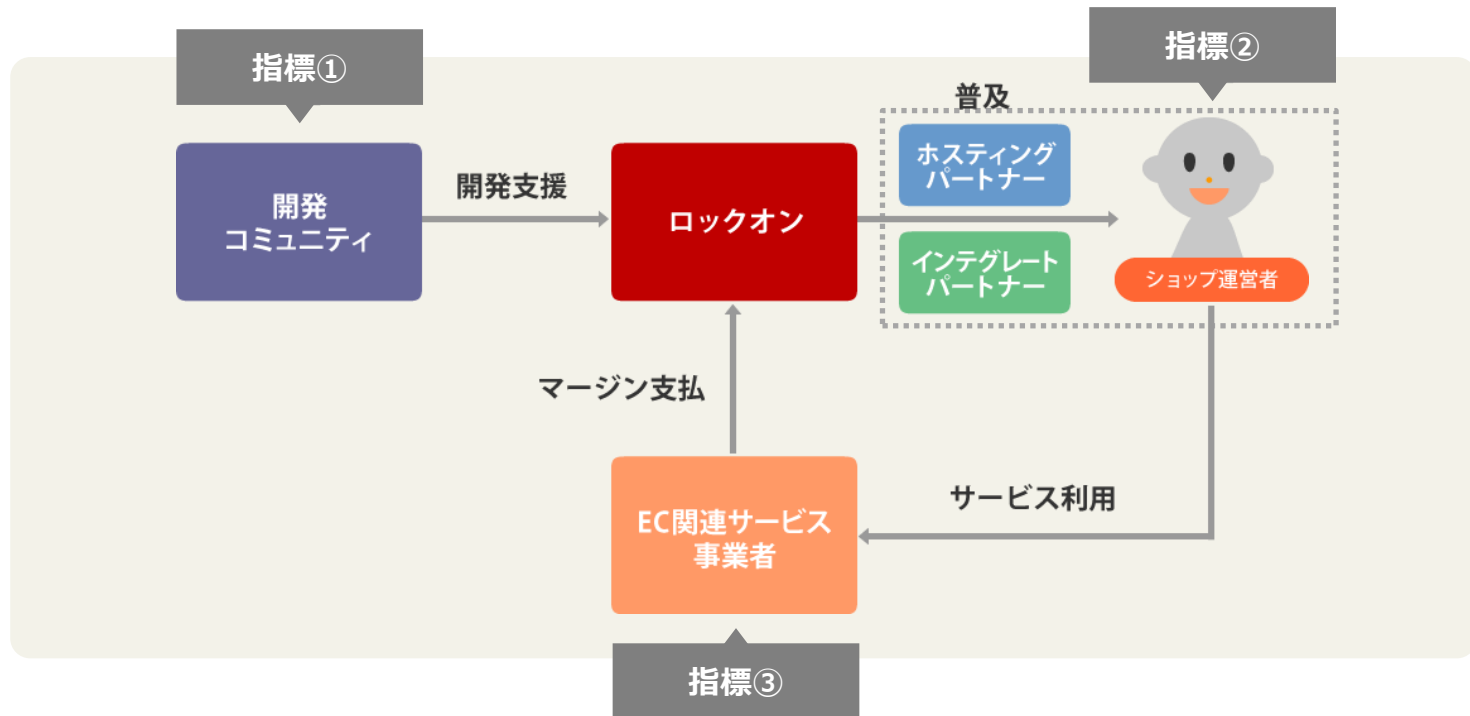 指標①
指標②
普及
開発
コミュニティ
開発支援
ロックオン
ホスティング
パートナー
インテグレート
パートナー
ショップ運営者
マージン支払
サービス利用
EC関連サービス
事業者
指標③